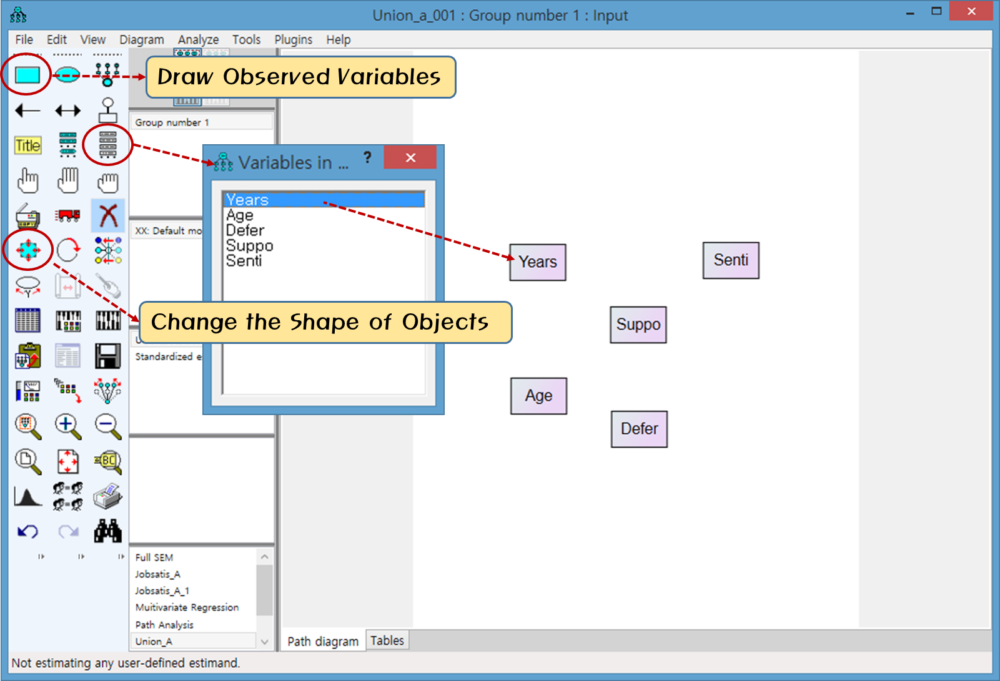 Union_a_001 : Group number 1 : Input
File Edit View Diagram Analyze Tools Plugins Help
Draw Observed Variables
Group number 1
Title
Variables in ...
?
Years
Age
Defer
Suppo
Senti
XX: Default mo
Years
Senti
Suppo
Change the Shape of Objects
Standardized e
Age
Defer
BC
Full SEM
Jobsatis_A
Jobsatis_A_1
Muitivariate Regression
Path Analysis
Union_A
Path diagram
Tables
Not estimating any user-defined estimand.